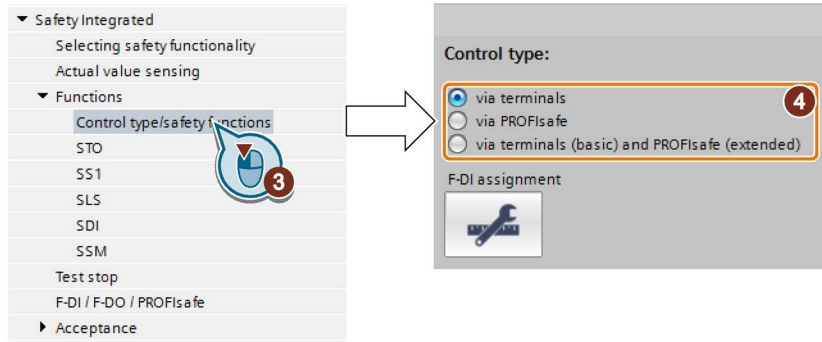 Safety Integrated
Selecting safety functionality
Actual value sensing
Functions
Control type/safety functions
STO
SS1
SLS
SDI
SSM
Test stop
F-DI / F-DO / PROFIsafe
Acceptance
3
Control type:
via terminals
via PROFIsafe
via terminals (basic) and PROFIsafe (extended)
4
F-DI assignment